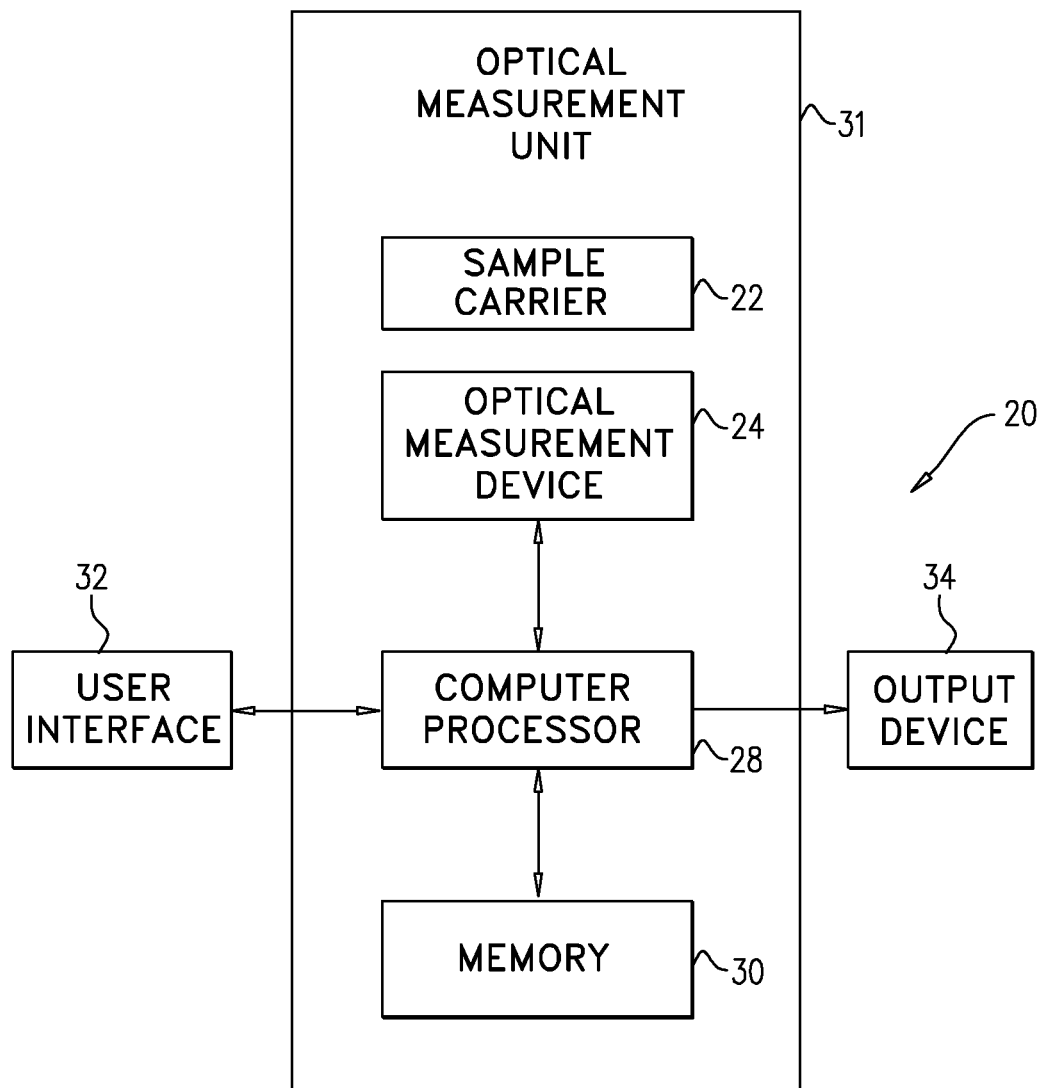 OPTICAL
MEASUREMENT
UNIT
31
SAMPLE
CARRIER
22
OPTICAL
MEASUREMENT
DEVICE
24
20
32
34
USER
INTERFACE
COMPUTER
PROCESSOR
28
OUTPUT
DEVICE
MEMORY
30